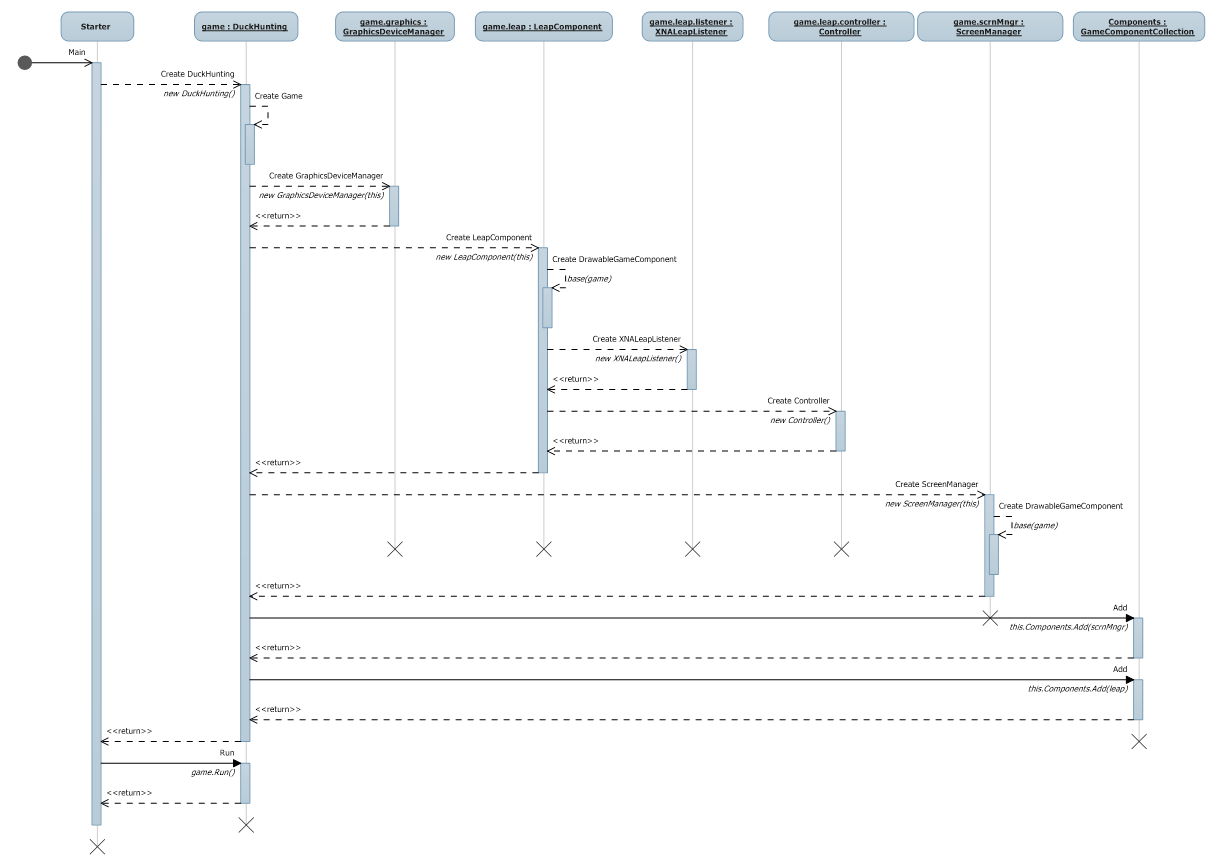 Starter
game : DuckHunting
game.graphics :
GraphicsDeviceManager
game.leap : LeapComponent
game.leap.listener :
XNALeapListener
game.leap.controller :
Controller
game.scrnMngr :
ScreenManager
Components :
GameComponentCollection
Main
Create DuckHunting
new DuckHunting()
Create Game
Create GraphicsDeviceManager
new GraphicsDeviceManager(this)
<<return>>
Create LeapComponent
new LeapComponent(this)
Create DrawableGameComponent
base(game)
Create XNALeapListener
new XNALeapListener()
<<return>>
Create Controller
new Controller()
<<return>>
<<return>>
Create ScreenManager
new ScreenManager(this)
Create DrawableGameComponent
base(game)
<<return>>
Add
this.Components.Add(scrnMngr)
<<return>>
Add
this.Components.Add(leap)
<<return>>
<<return>>
Run
game.Run()
<<return>>